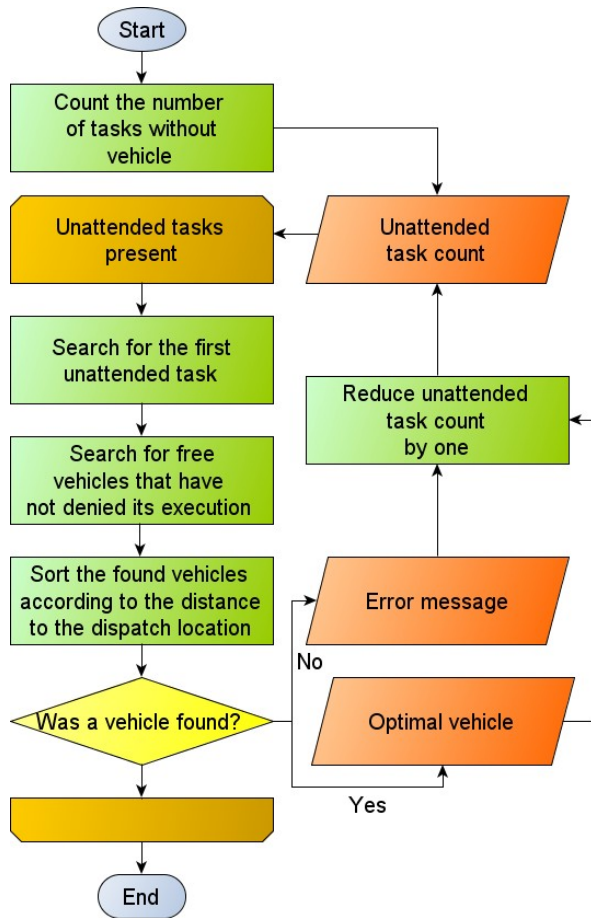 Start
Count the number
of tasks without
vehicle
Unattended tasks
present
Unattended
task count
Search for the first
unattended task
Reduce unattended
task count
by one
Search for free
vehicles that have
not denied its execution
Sort the found vehicles
according to the distance
to the dispatch location
Error message
No
Was a vehicle found?
Optimal vehicle
Yes
End